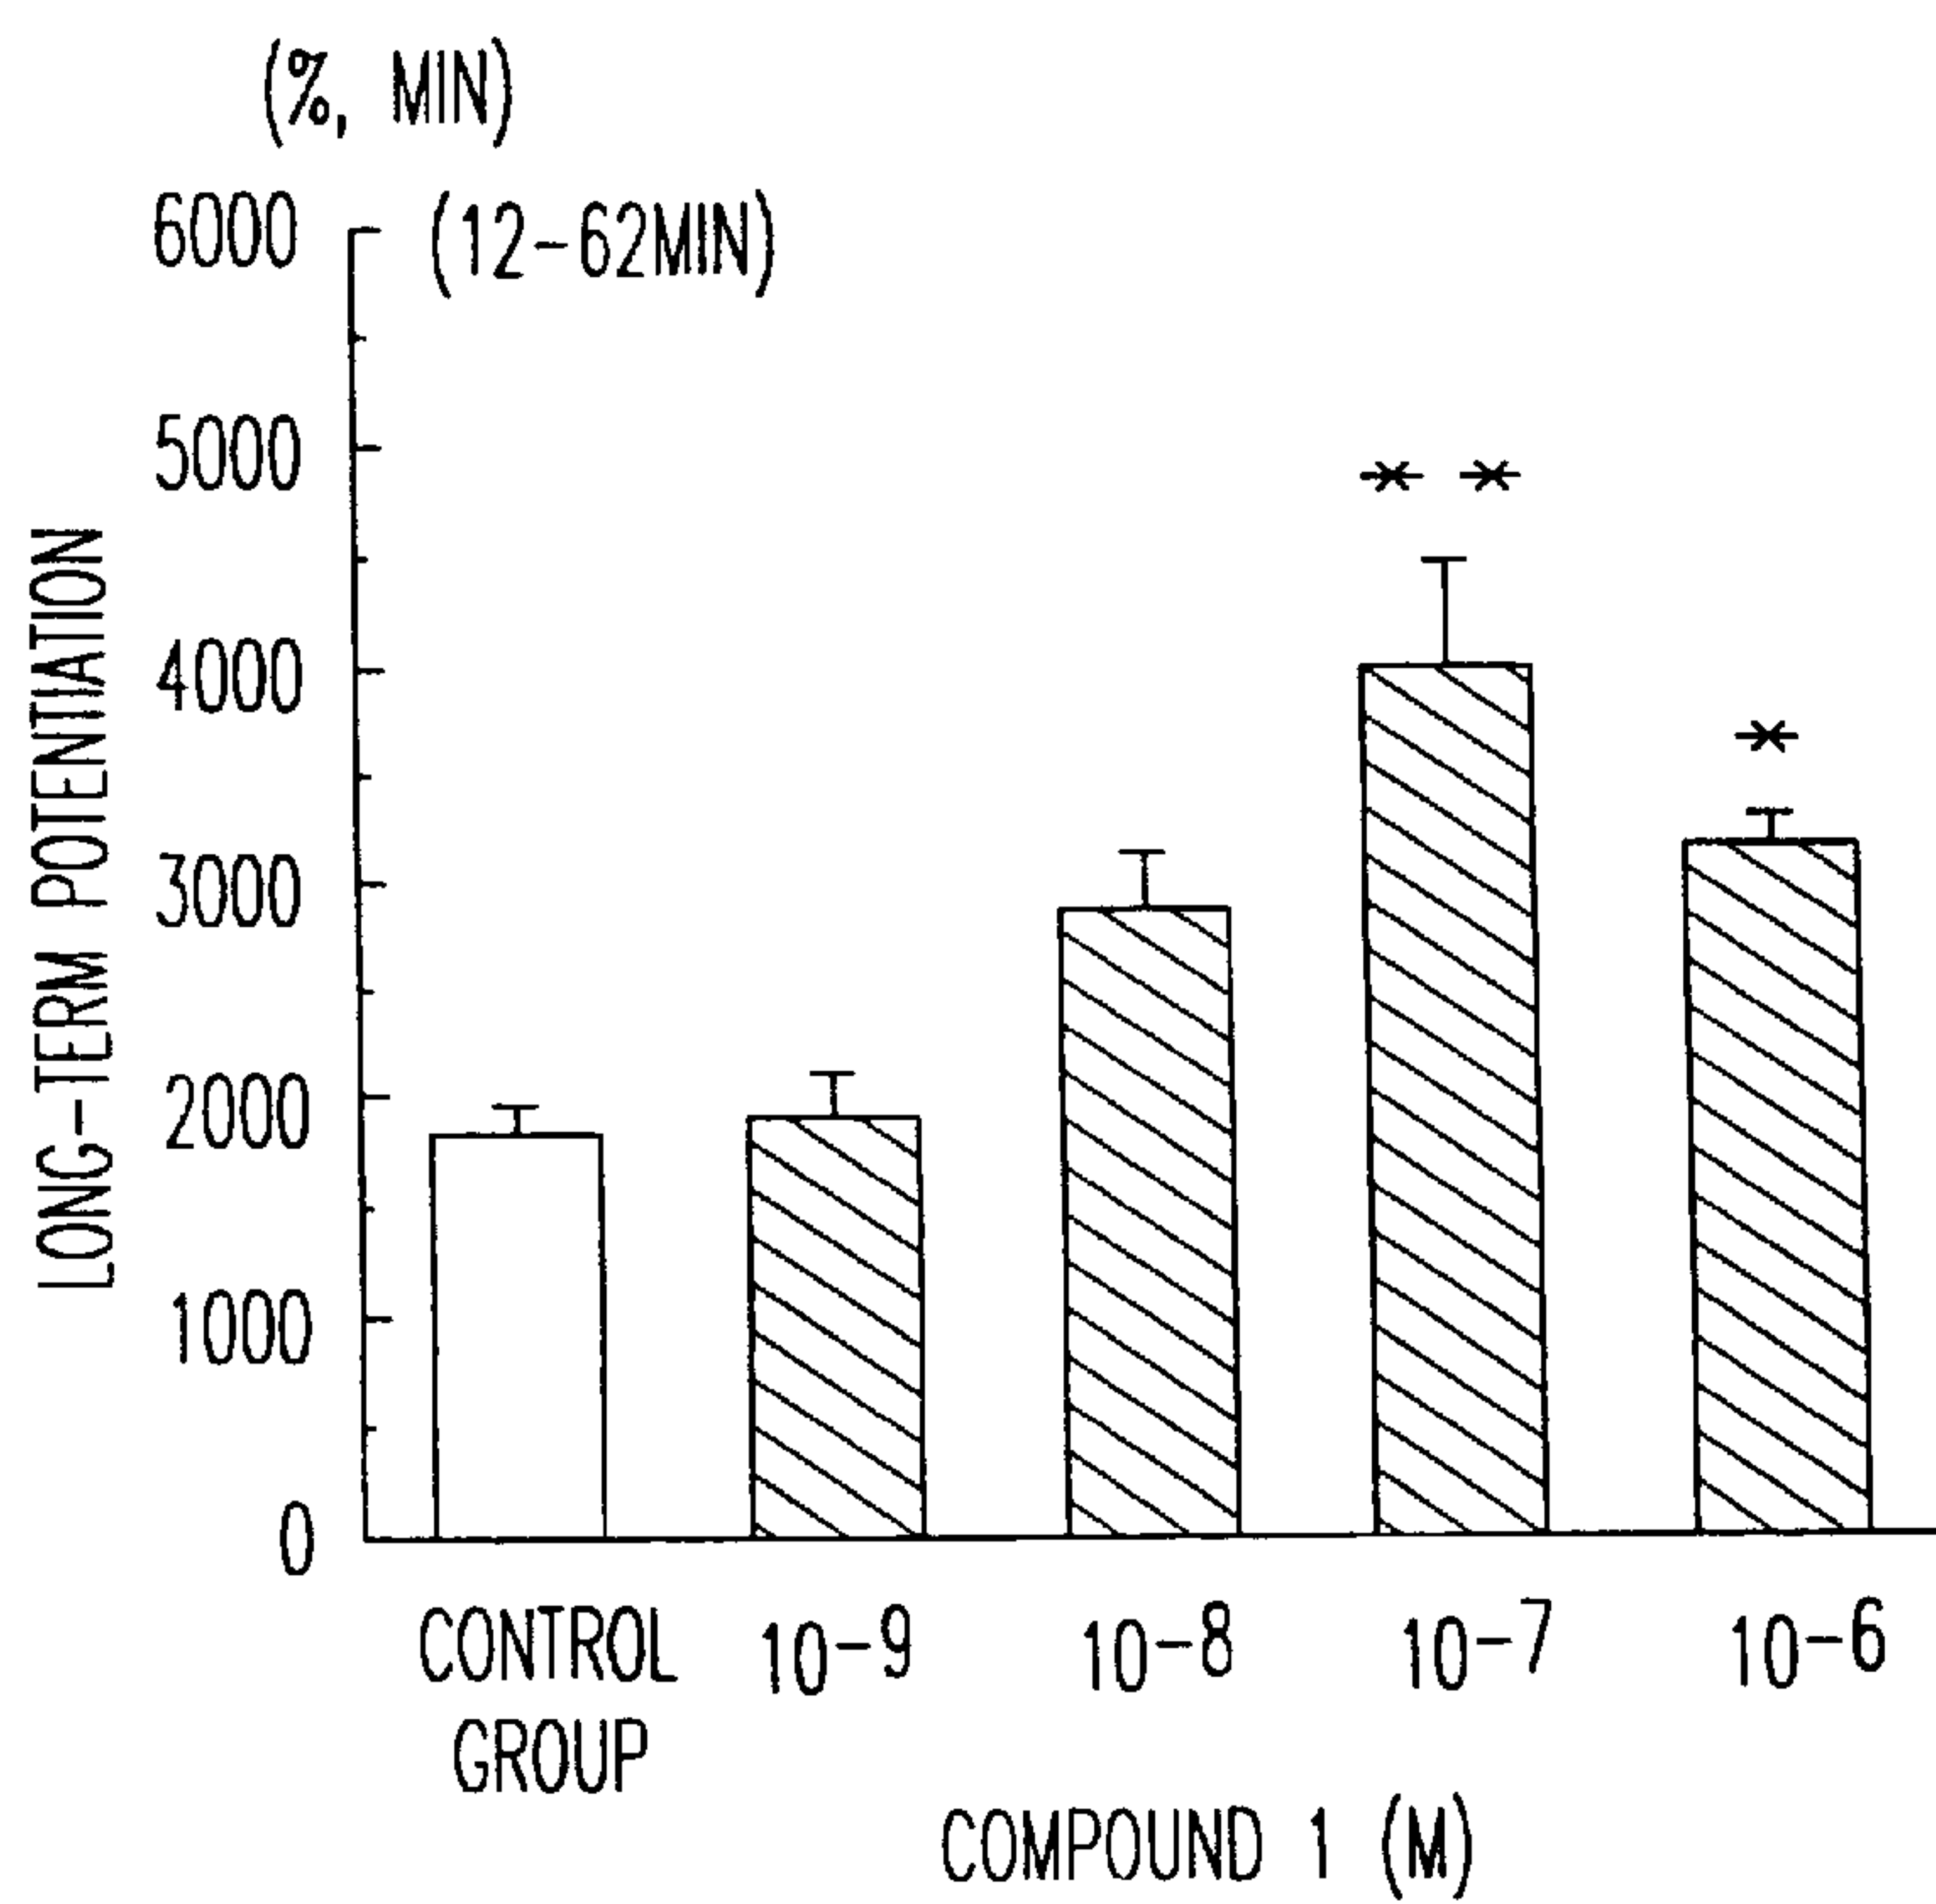 (%, MIN)
6000 (12-62MIN)
5000
* *
4000
*
3000
2000
1000
0
LONG-TERM POTENTIATION
CONTROL GROUP
10-9
10-8
10-7
10-6
COMPOUND 1 (M)